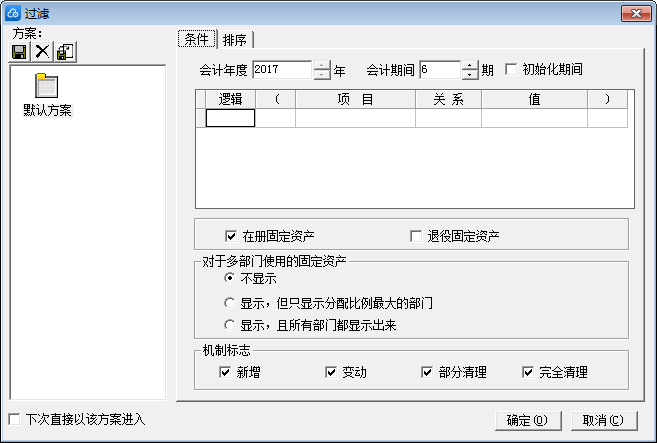 过滤
方案:
默认方案
条件 排序
会计年度 2017 年 会计期间 6 期 初始化期间
逻辑 ( 项 目 关 系 值 )
在册固定资产 退役固定资产
对于多部门使用的固定资产
不显示
显示，但只显示分配比例最大的部门
显示，且所有部门都显示出来
机制标志
新增 变动 部分清理 完全清理
下次直接以该方案进入 确定(O) 取消(C)